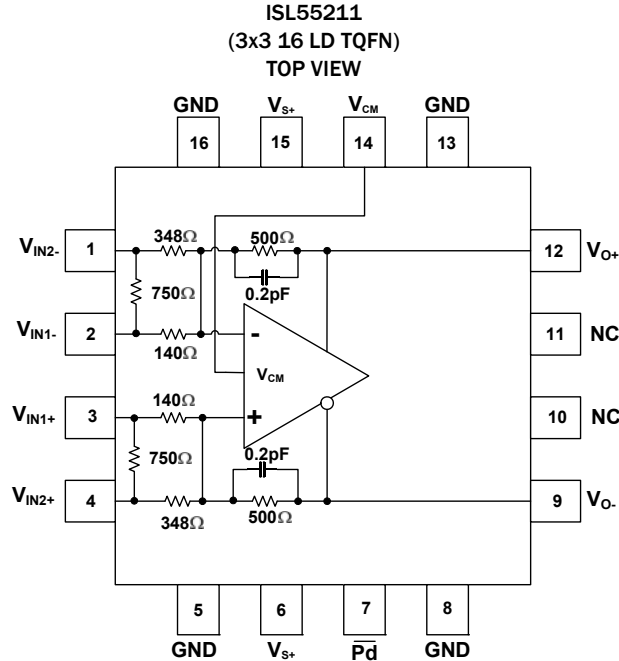 ISL55211
(3x3 16 LD TQFN)
TOP VIEW
GND VS+ VCM GND
16 15 14 13
VIN2- 1 348Ω 500Ω 12 VO+
750Ω 0.2pF
VIN1- 2 - 11 NC
140Ω
VCM
VIN1+ 3 140Ω + 10 NC
750Ω 0.2pF
VIN2+ 4 9 VO-
348Ω 500Ω
5 6 7 8
GND VS+ Pd GND